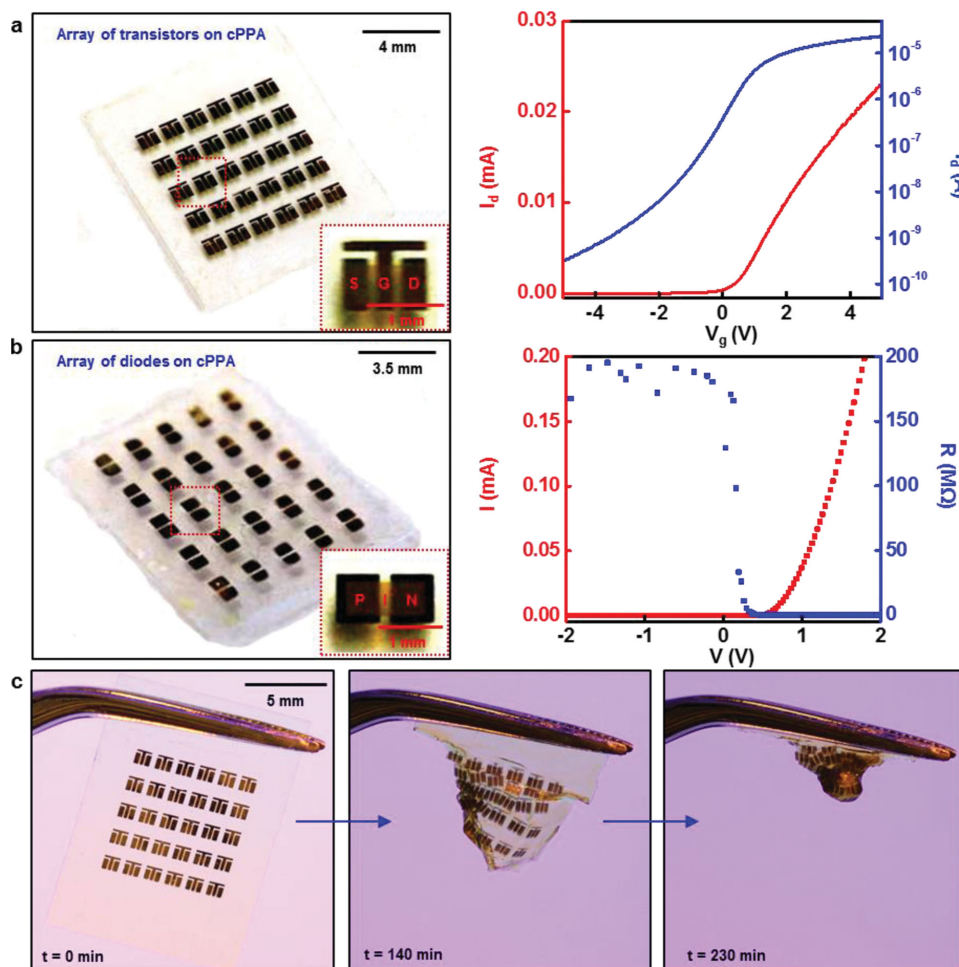 a
Array of transistors on cPPA
4 mm
S G D
1 mm
0.03
0.02
0.01
0.00
I_d (mA)
10^-5
10^-6
10^-7
10^-8
10^-9
10^-10
-4 -2 0 2 4
V_g (V)
b
Array of diodes on cPPA
3.5 mm
P I N
1 mm
0.20
0.15
0.10
0.05
0.00
I (mA)
200
150
100
50
0
R (MΩ)
-2 -1 0 1 2
V (V)
c
5 mm
t = 0 min
t = 140 min
t = 230 min